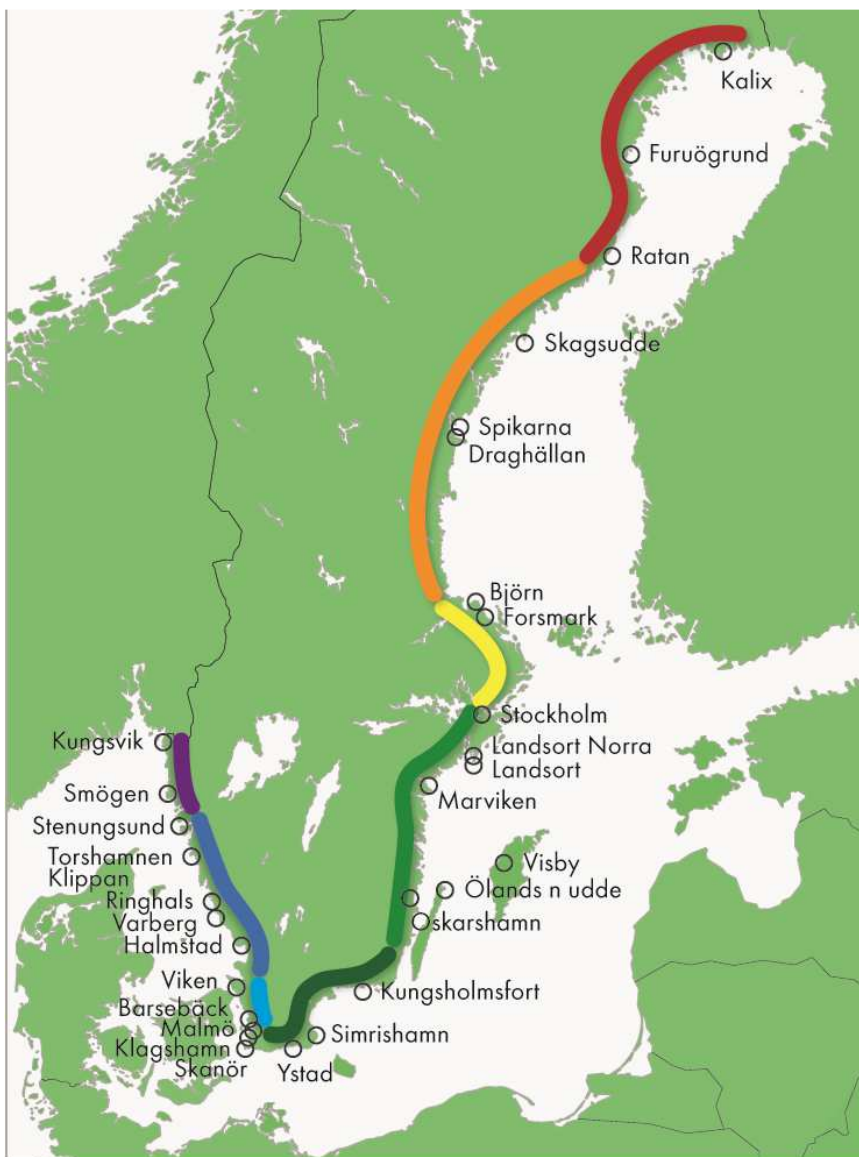 Kalix
Furuögrund
Ratan
Skagsudde
Spikarna
Draghällan
Björn
Forsmark
Stockholm
Landsort Norra
Landsort
Marviken
Visby
Ölands n udde
Oskarshamn
Kungsholmsfort
Simrishamn
Ystad
Kungsvik
Smögen
Stenungsund
Torshamnen
Klippan
Ringhals
Varberg
Halmstad
Viken
Barsebäck
Malmö
Klagshamn
Skanör